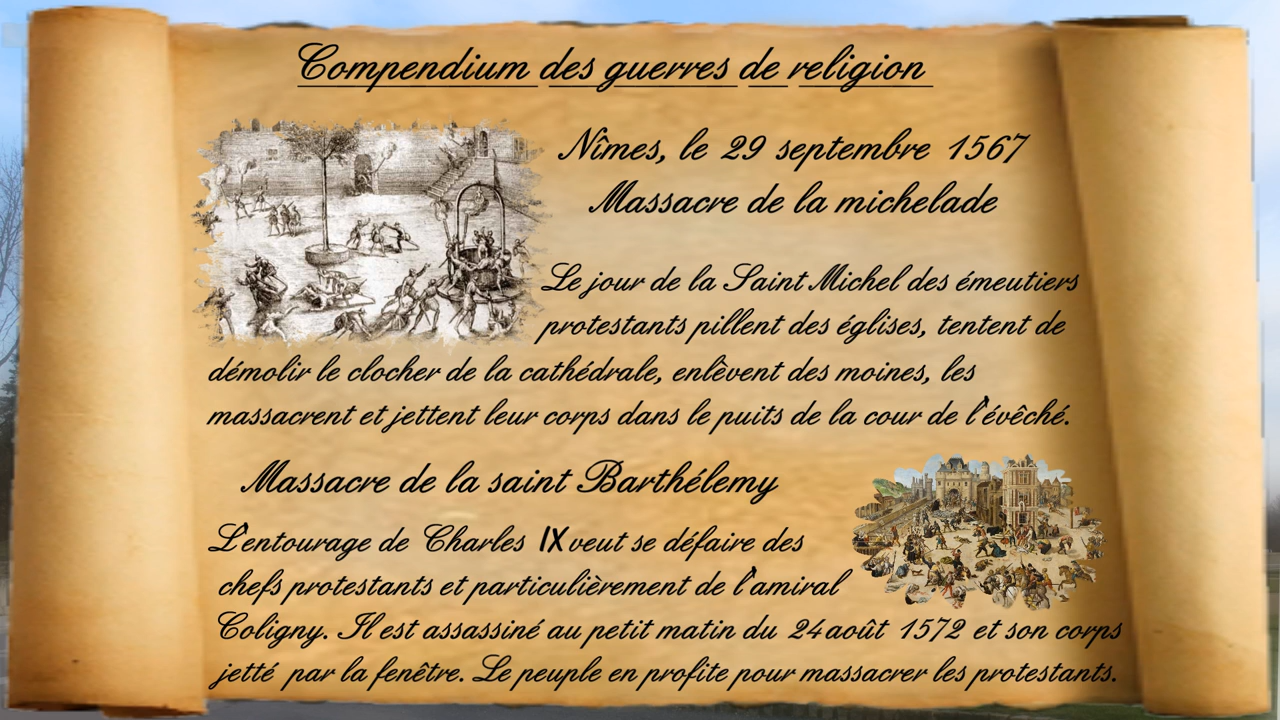 Compendium des guerres de religion
Nîmes, le 29 septembre 1567
Massacre de la michelade
Le jour de la Saint Michel des émeutiers
protestants pillent des églises, tentent de
démolir le clocher de la cathédrale, enlèvent des moines, les
massacrent et jettent leur corps dans le puits de la cour de l'évêché.
Massacre de la saint Barthélemy
L'entourage de Charles IX veut se défaire des
chefs protestants et particulièrement de l'amiral
Coligny. Il est assassiné au petit matin du 24 août 1572 et son corps
jetté par la fenêtre. Le peuple en profite pour massacrer les protestants.